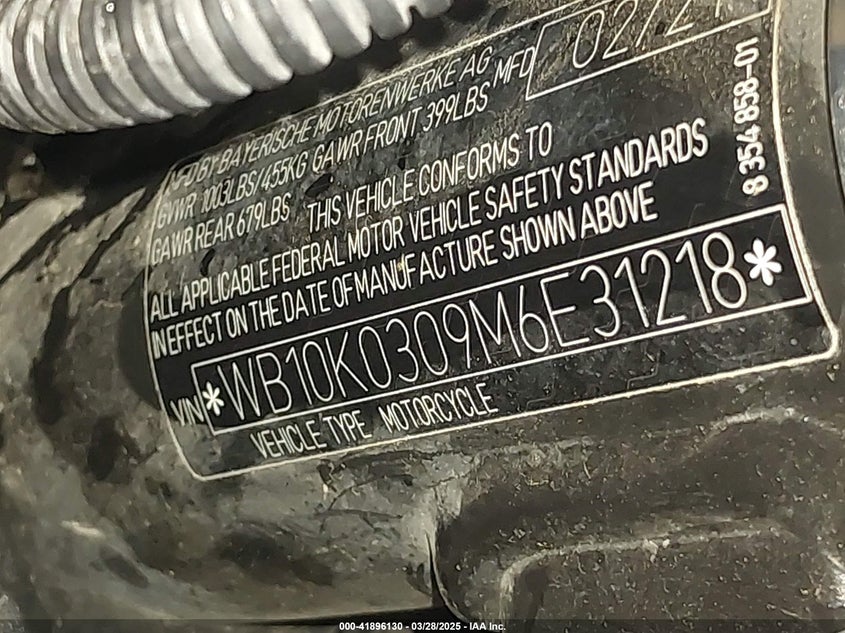 MFD BY BAYERISCHE MOTORENWERKE AG MFD 02/21
GVWR 1003LBS/455KG GAWR FRONT 399LBS
GAWR REAR 679LBS THIS VEHICLE CONFORMS TO
ALL APPLICABLE FEDERAL MOTOR VEHICLE SAFETY STANDARDS
IN EFFECT ON THE DATE OF MANUFACTURE SHOWN ABOVE
VIN *WB10K0309M6E31218*
VEHICLE TYPE MOTORCYCLE
8 354 858-01
000-41896130 - 03/28/2025 - IAA Inc.